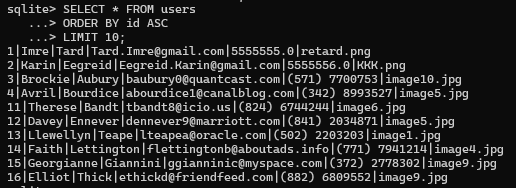 sqlite> SELECT * FROM users
   ...> ORDER BY id ASC
   ...> LIMIT 10;
1|Imre|Tard|Tard.Imre@gmail.com|5555555.0|retard.png
2|Karin|Eegreid|Eegreid.Karin@gmail.com|5555556.0|KKK.png
3|Brockie|Aubury|baubury0@quantcast.com|(571) 7700753|image10.jpg
4|Avril|Bourdice|abourdice1@canalblog.com|(342) 8993527|image5.jpg
11|Therese|Bandt|tbandt8@icio.us|(824) 6744244|image6.jpg
12|Davey|Ennever|dennever9@marriott.com|(841) 2034871|image5.jpg
13|Llewellyn|Teape|lteapea@oracle.com|(502) 2203203|image1.jpg
14|Faith|Lettington|flettingtonb@aboutads.info|(771) 7941214|image4.jpg
15|Georgianne|Giannini|ggianninic@myspace.com|(372) 2778302|image9.jpg
16|Elliot|Thick|ethickd@friendfeed.com|(882) 6809552|image9.jpg